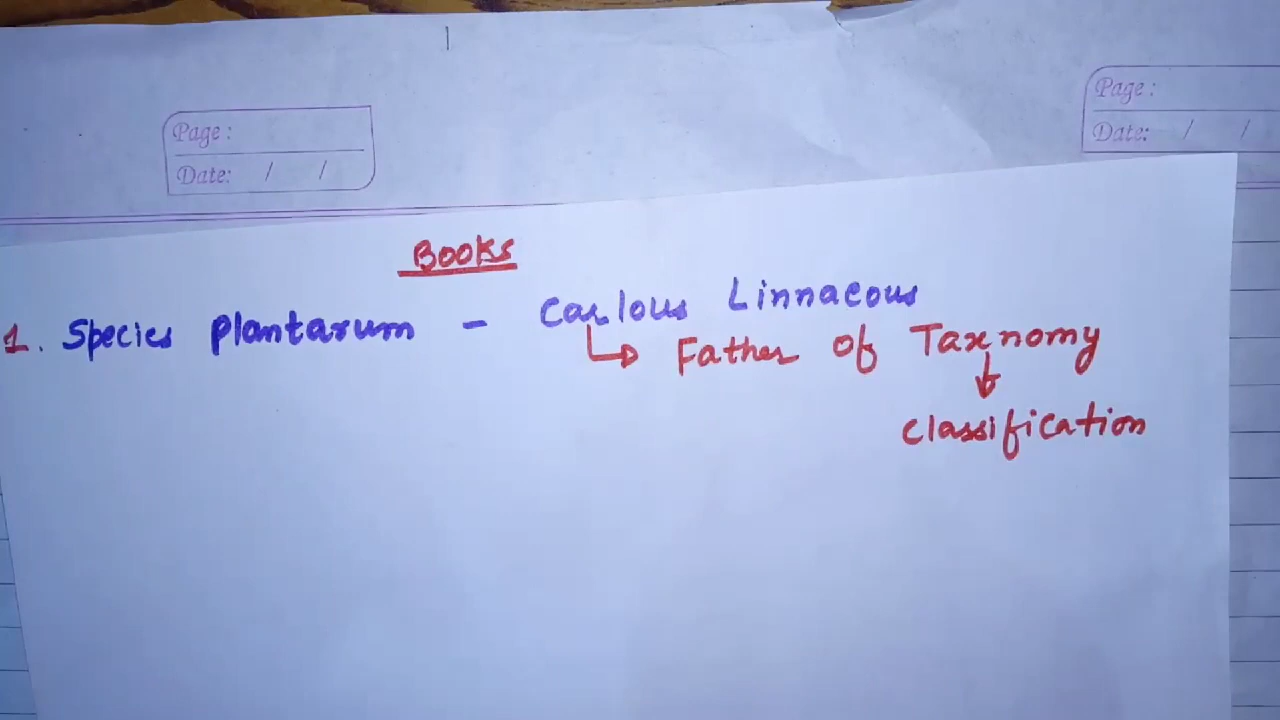 Page :
Date: / /
Page :
Date: / /
Books
1. Species plantarum - Carlous Linnaeous
Father of Taxnomy
classification